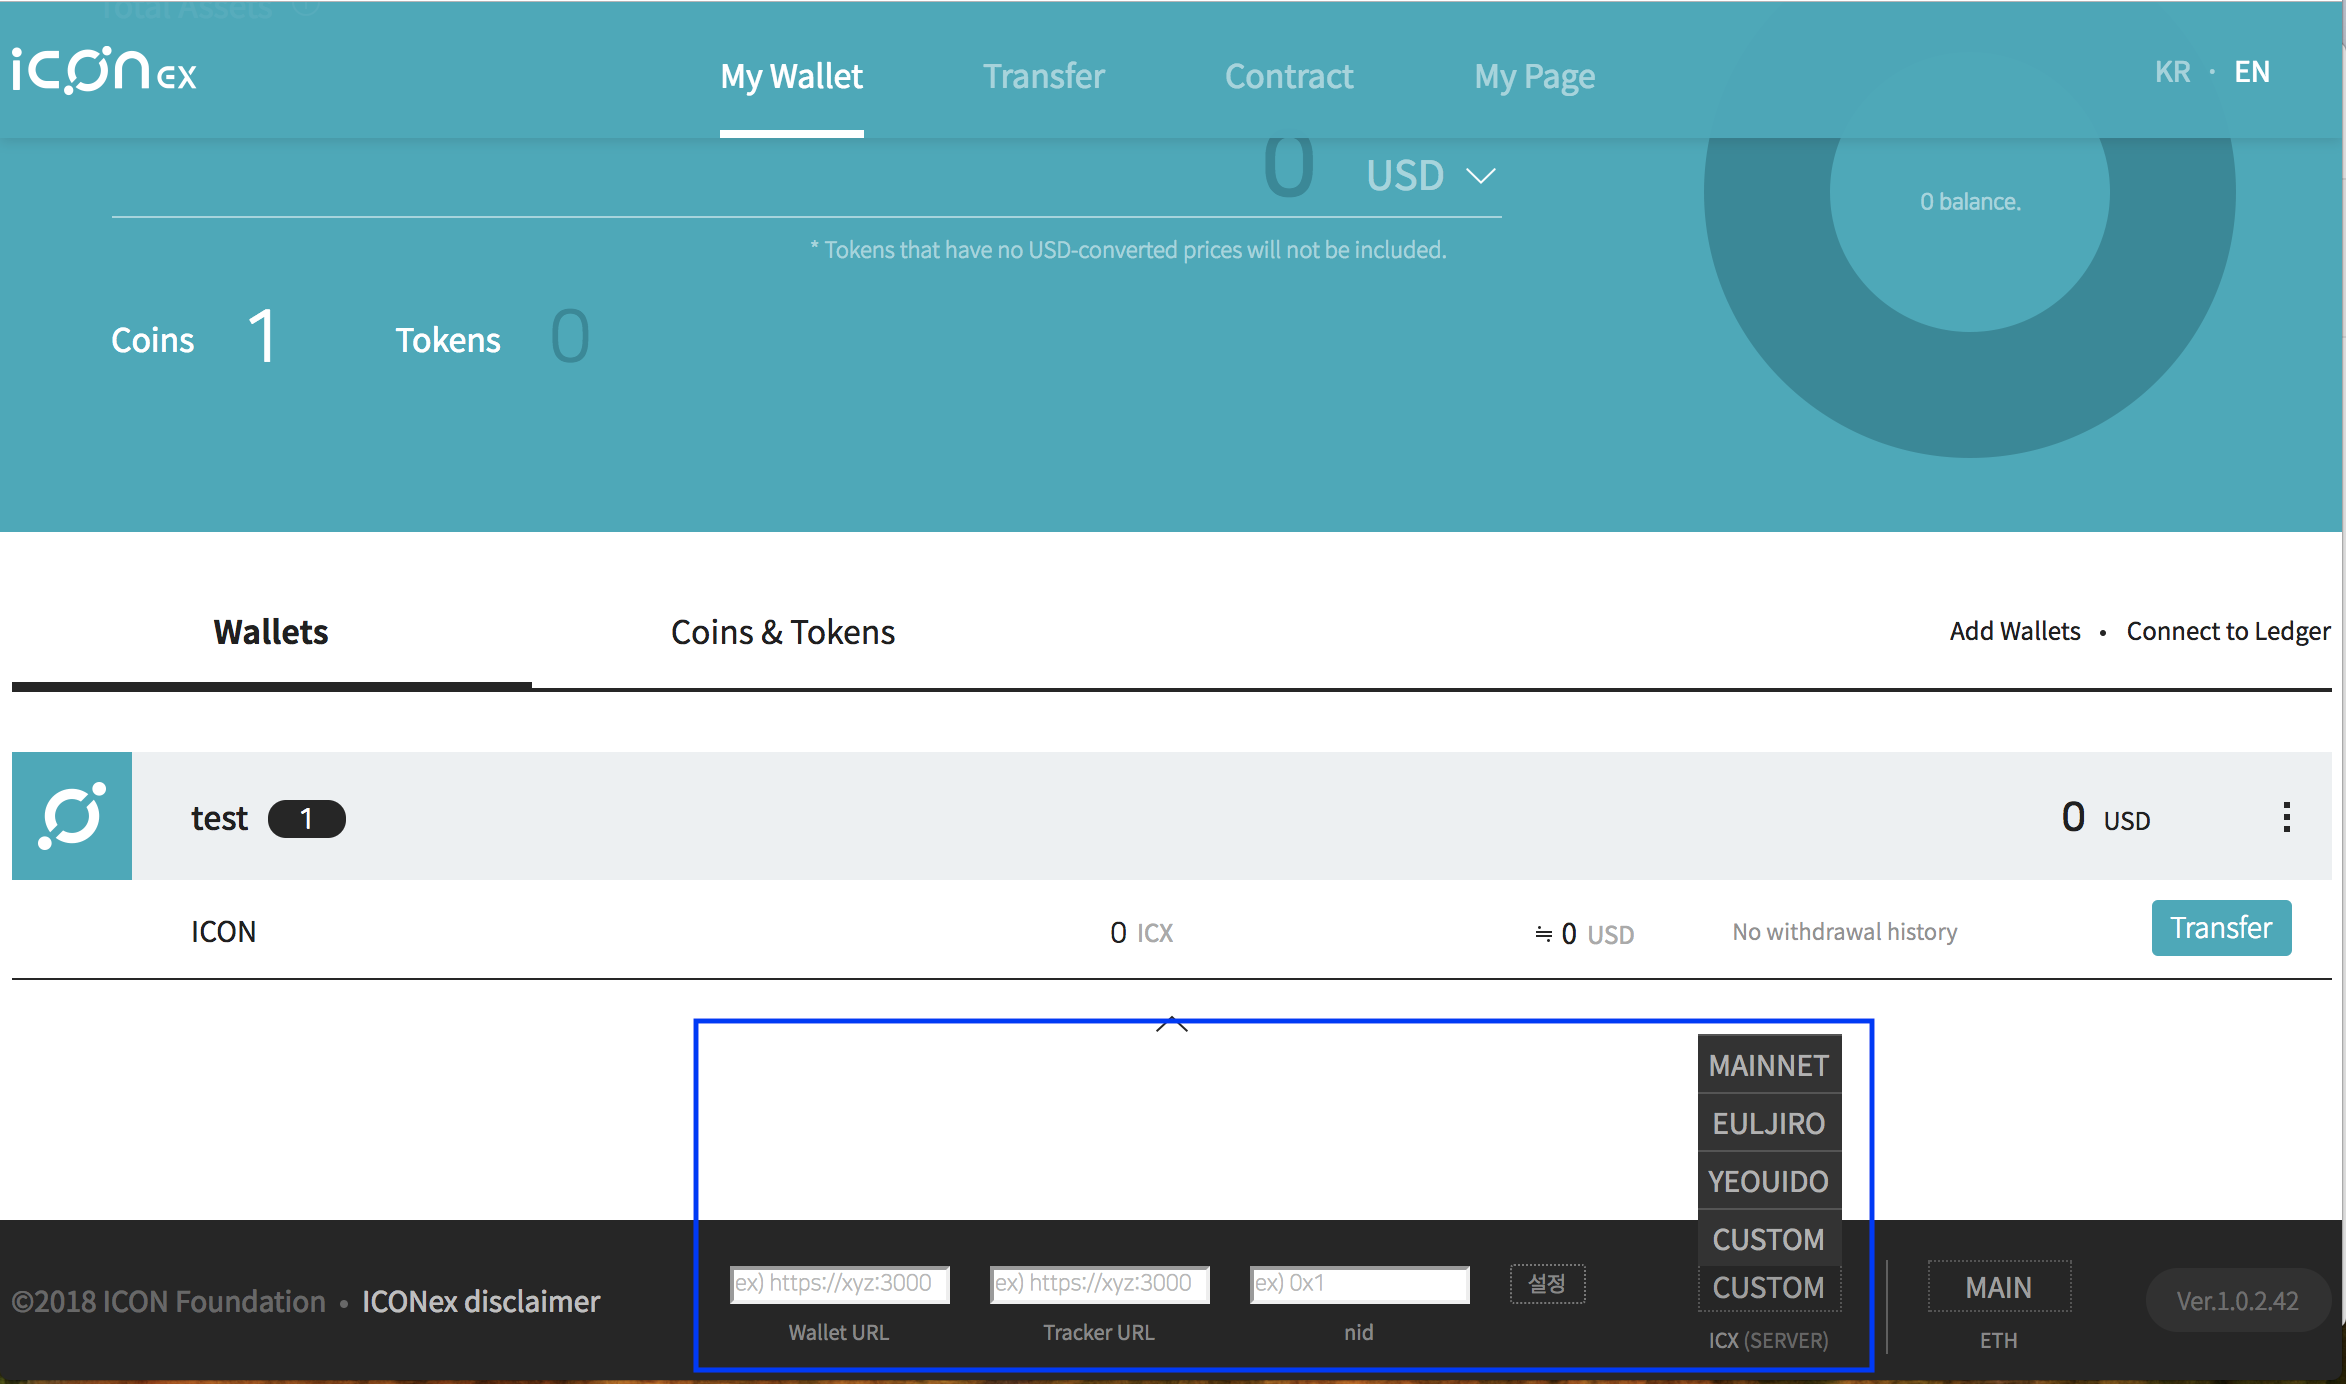 Total Assets
iconex
My Wallet Transfer Contract My Page
KR · EN
0 USD
0 balance.
* Tokens that have no USD-converted prices will not be included.
Coins 1 Tokens 0
Wallets Coins & Tokens
Add Wallets • Connect to Ledger
test 1 0 USD
ICON 0 ICX ≒ 0 USD No withdrawal history Transfer
MAINNET
EULJIRO
YEOUIDO
CUSTOM
©2018 ICON Foundation • ICONex disclaimer
ex) https://xyz:3000 ex) https://xyz:3000 ex) 0x1 설정 CUSTOM MAIN Ver.1.0.2.42
Wallet URL Tracker URL nid ICX (SERVER) ETH